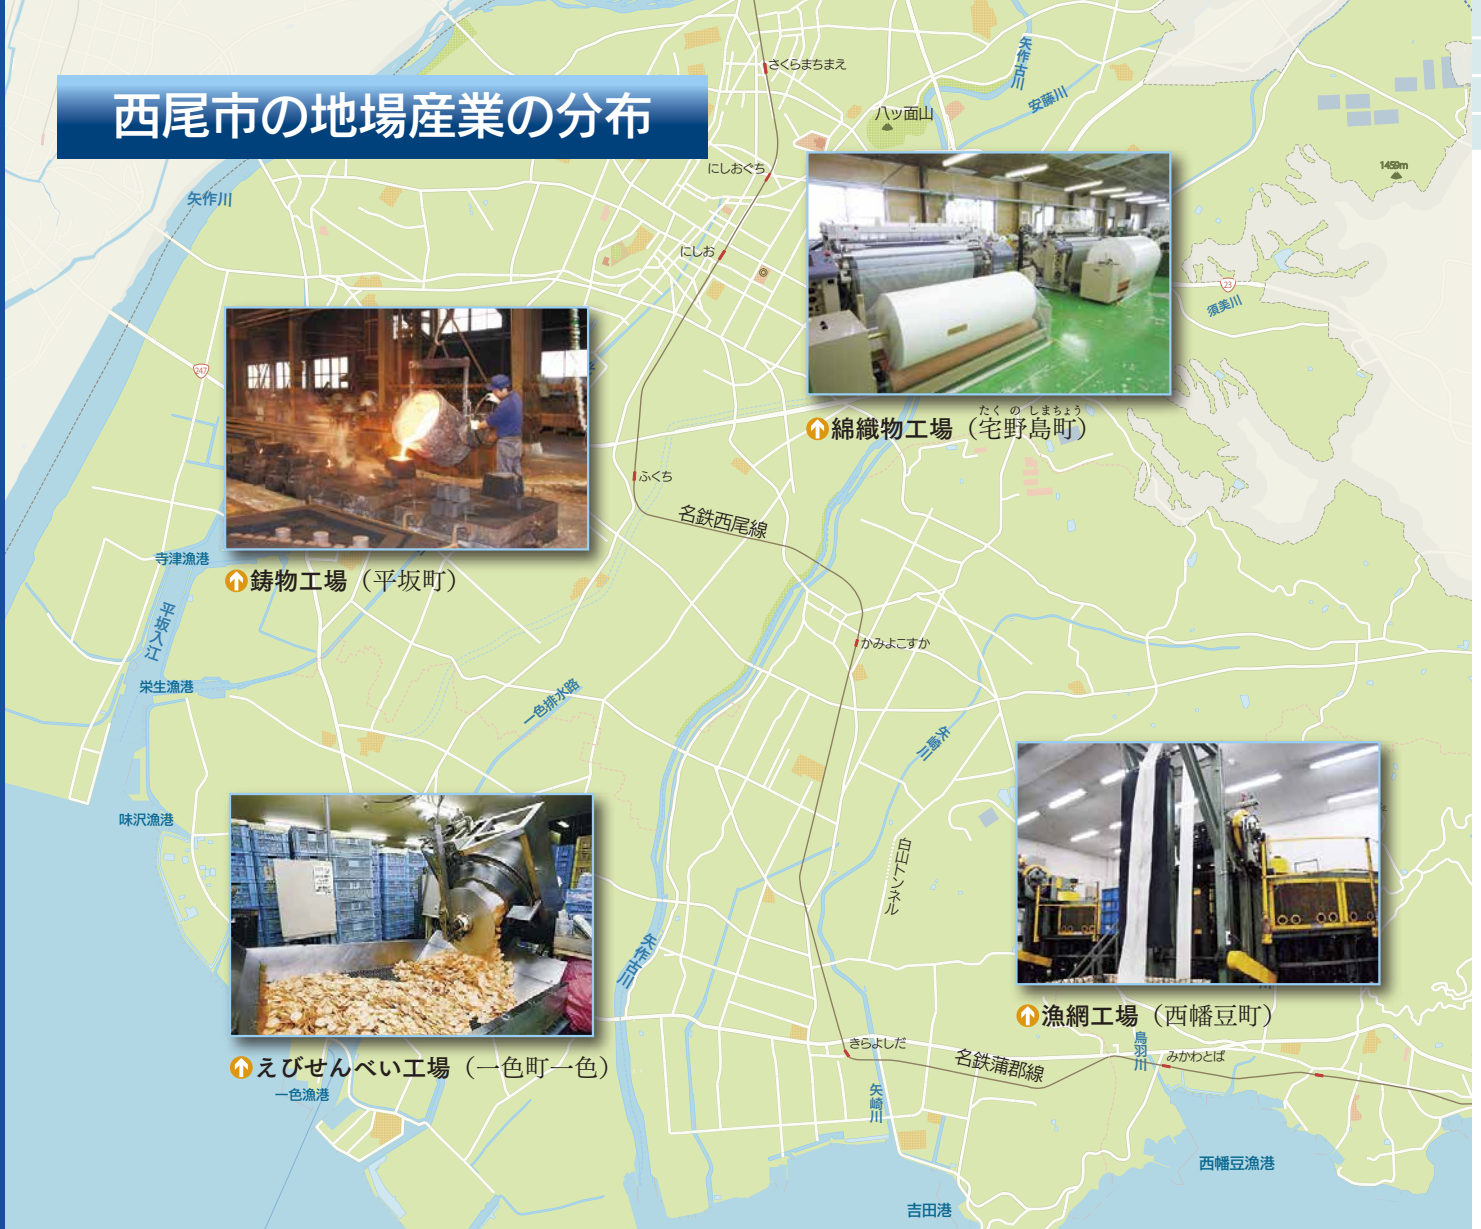 西尾市の地場産業の分布
さくらまちまえ
矢作古川
安藤川
八ッ面山
にしおぐち
1459m
矢作川
にしお
23
須美川
247
たくのしまちょう
綿織物工場（宅野島町）
ふくち
名鉄西尾線
寺津漁港
鋳物工場（平坂町）
平坂入江
かみよこすか
栄生漁港
一色排水路
矢崎川
味沢漁港
白山トンネル
矢作古川
漁網工場（西幡豆町）
きらよしだ
鳥羽川
みかわとば
名鉄蒲郡線
えびせんべい工場（一色町一色）
一色漁港
矢崎川
西幡豆漁港
吉田港